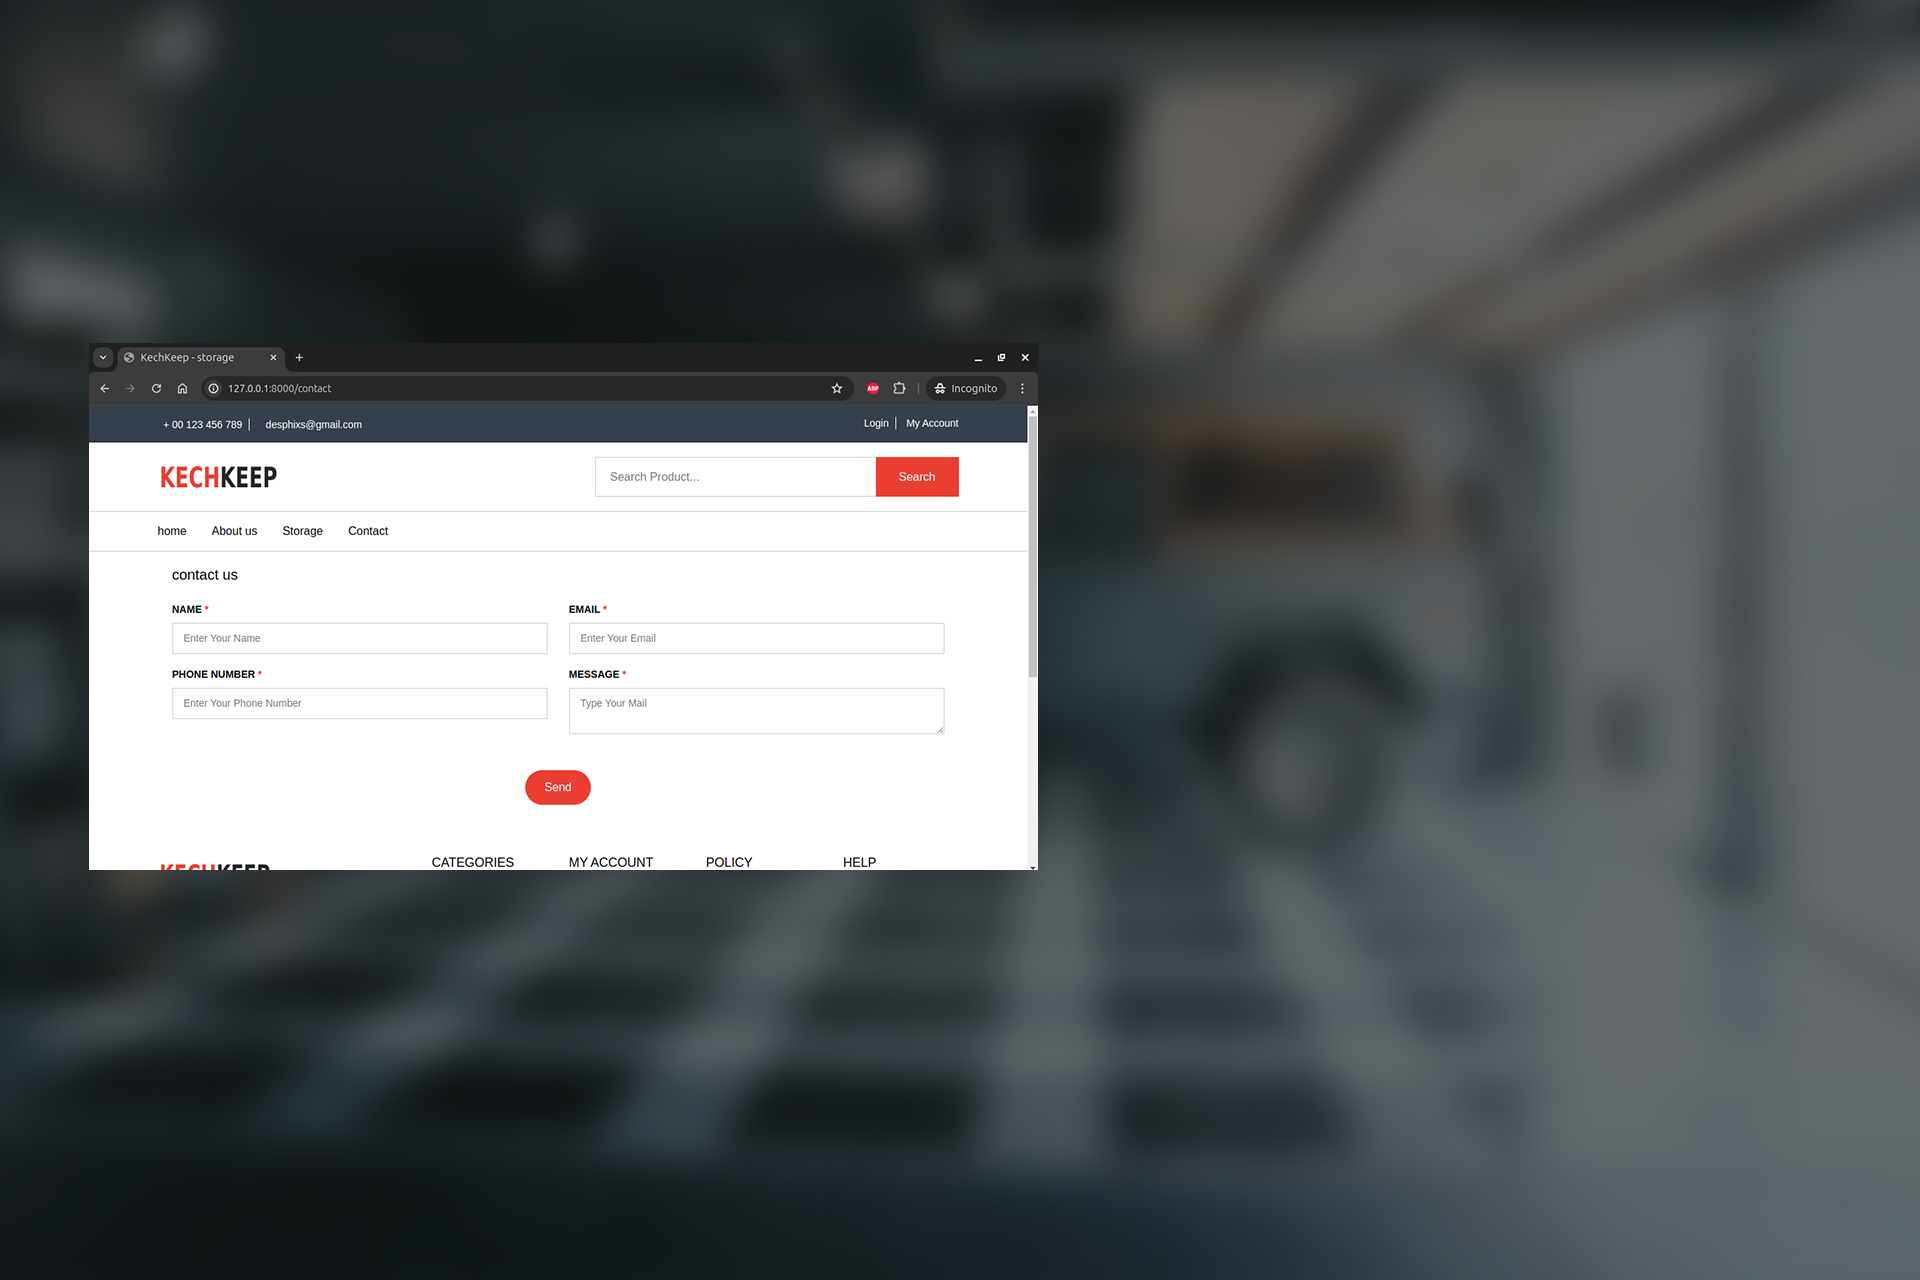 KechKeep - storage
127.0.0.1:8000/contact
ABP
Incognito
+ 00 123 456 789 | desphixs@gmail.com
Login | My Account
KECHKEEP
Search Product...
Search
home About us Storage Contact
contact us
NAME * EMAIL *
Enter Your Name Enter Your Email
PHONE NUMBER * MESSAGE *
Enter Your Phone Number Type Your Mail
Send
KECHKEEP CATEGORIES MY ACCOUNT POLICY HELP